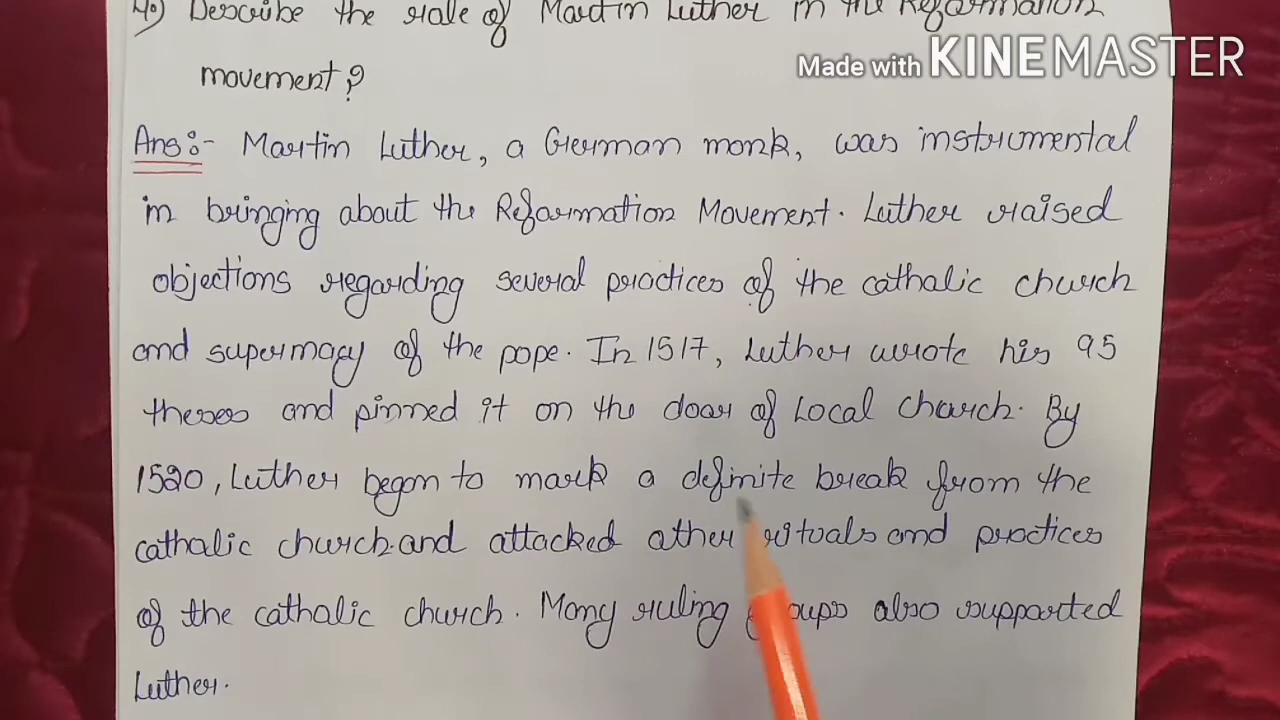 4.) Describe the role of Martin Luther in the Reformation
Made with KINEMASTER
movement?
Ans:- Martin Luther, a German monk, was instrumental
in bringing about the Reformation Movement. Luther raised
objections regarding several practices of the catholic church
and supermacy of the pope. In 1517, Luther wrote his 95
theses and pinned it on the door of Local church. By
1520, Luther began to mark a definite break from the
catholic church and attacked other rituals and practices
of the catholic church. Many ruling groups also supported
Luther.